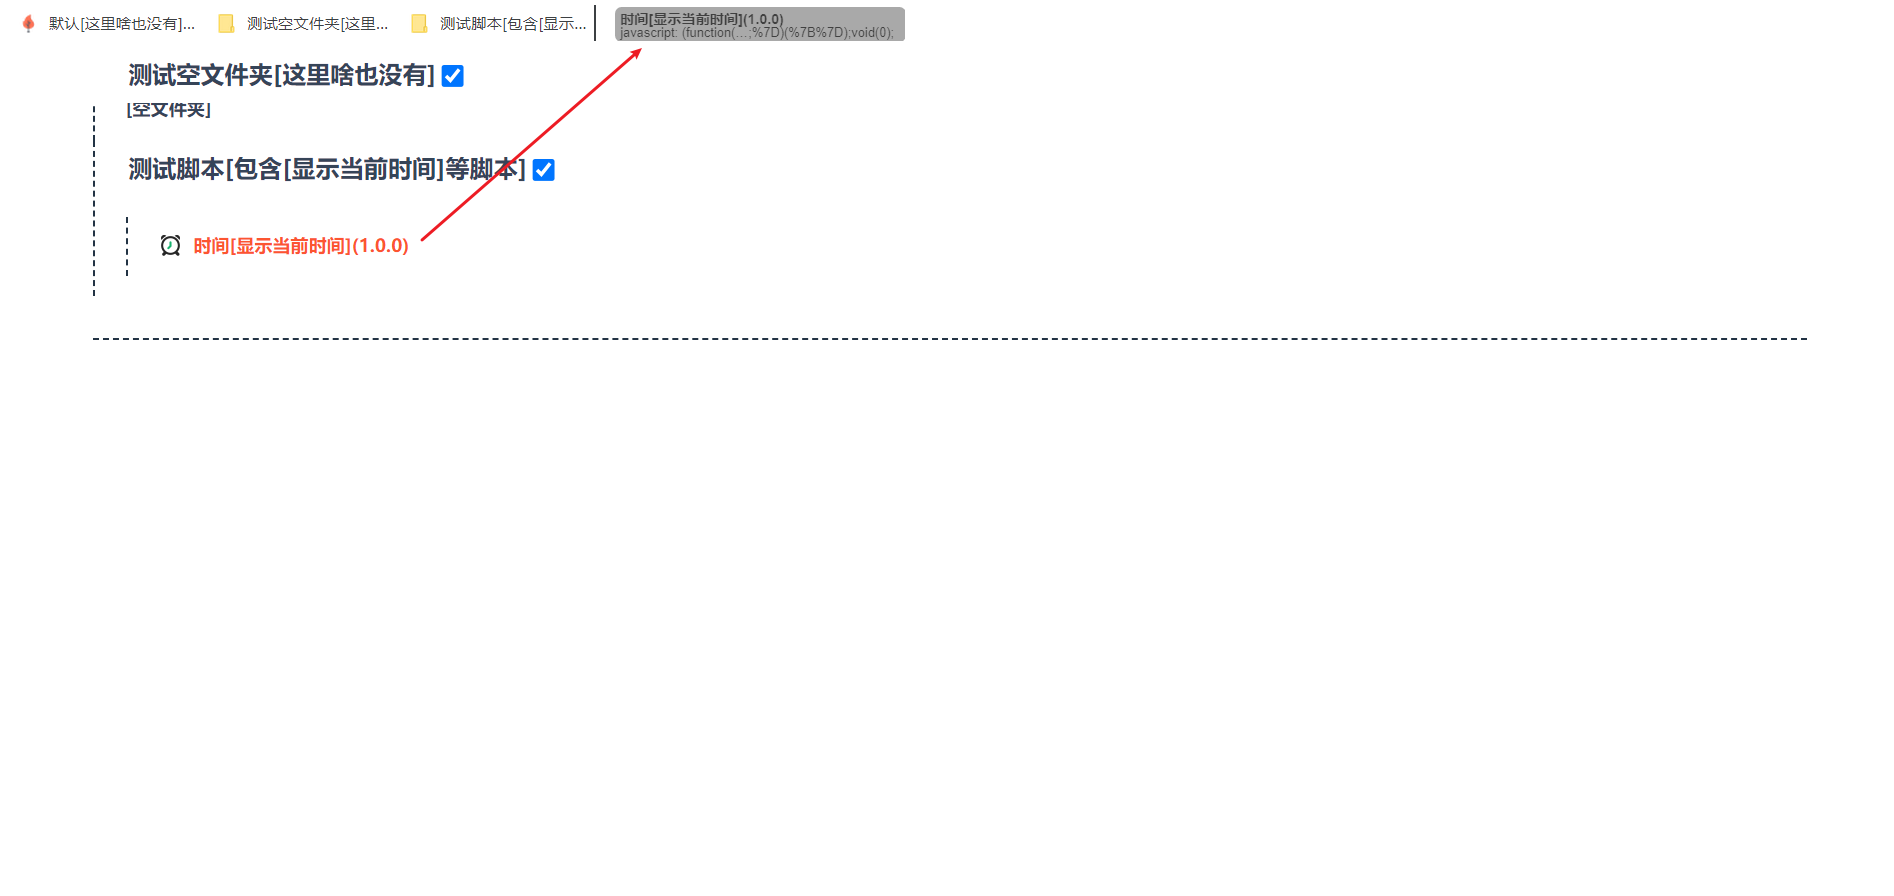 默认[这里啥也没有]...
测试空文件夹[这里...
测试脚本[包含[显示...
时间[显示当前时间](1.0.0)
javascript: (function(...;%7D)(%7B%7D);void(0);
测试空文件夹[这里啥也没有]
[空文件夹]
测试脚本[包含[显示当前时间]等脚本]
时间[显示当前时间](1.0.0)